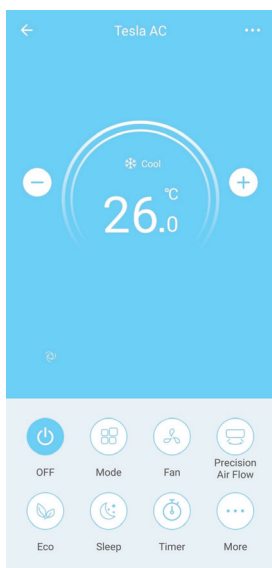 Tesla AC
Cool
26.0 °C
OFF
Mode
Fan
Precision
Air Flow
Eco
Sleep
Timer
More